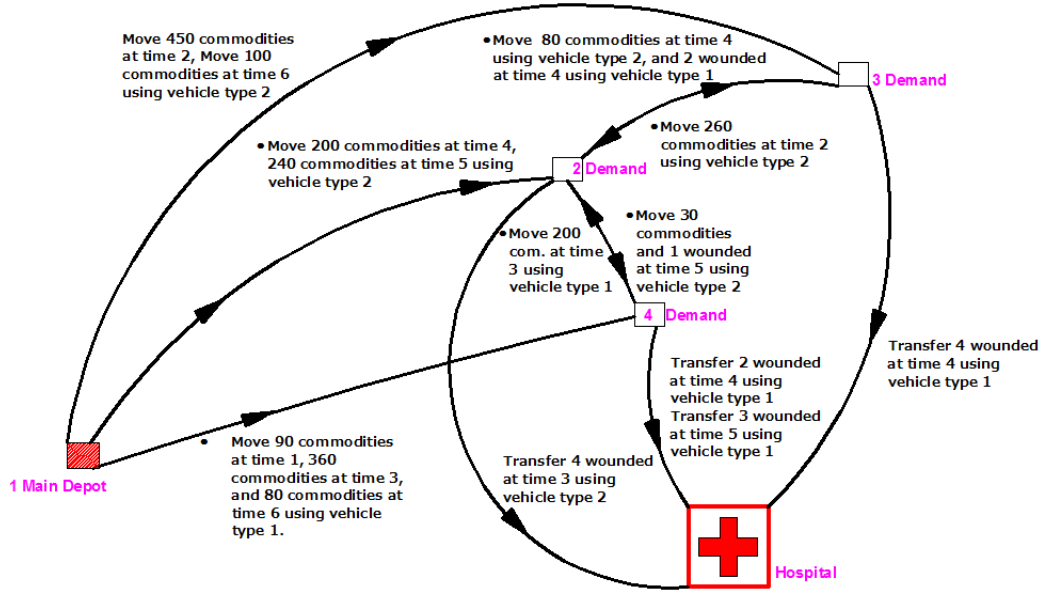 Move 450 commodities
at time 2, Move 100
commodities at time 6
using vehicle type 2
•Move 80 commodities at time 4
using vehicle type 2, and 2 wounded
at time 4 using vehicle type 1
3 Demand
•Move 200 commodities at time 4,
240 commodities at time 5 using
vehicle type 2
•Move 260
commodities at time 2
using vehicle type 2
2 Demand
•Move 200
com. at time
3 using
vehicle type 1
•Move 30
commodities
and 1 wounded
at time 5 using
vehicle type 2
4 Demand
Transfer 4 wounded
at time 4 using
vehicle type 1
Transfer 2 wounded
at time 4 using
vehicle type 1
Transfer 3 wounded
at time 5 using
vehicle type 1
• Move 90 commodities
at time 1, 360
commodities at time 3,
and 80 commodities at
time 6 using vehicle
type 1.
Transfer 4 wounded
at time 3 using
vehicle type 2
1 Main Depot
Hospital